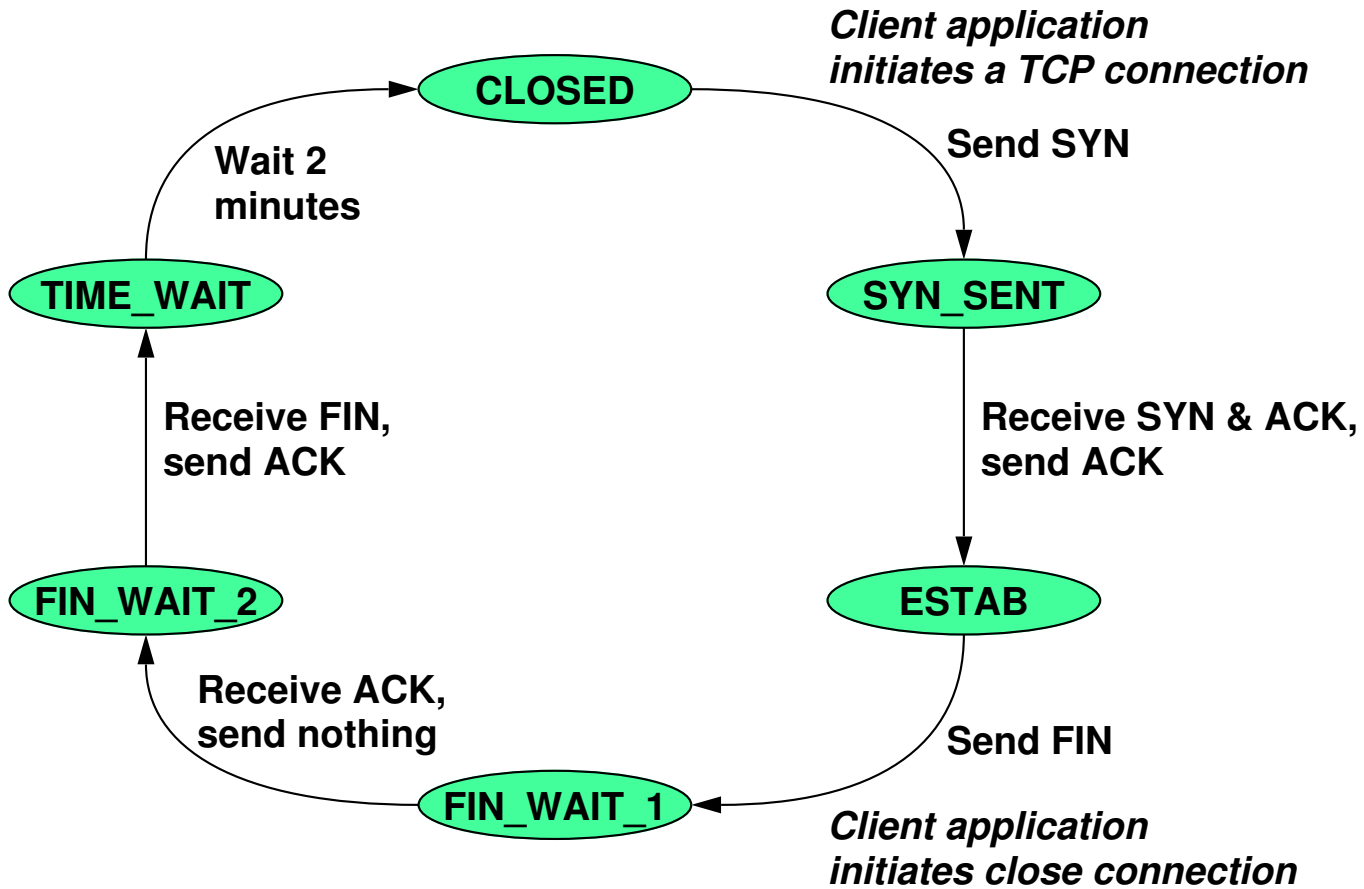 Client application
initiates a TCP connection
CLOSED
Send SYN
Wait 2
minutes
TIME_WAIT
SYN_SENT
Receive FIN,
send ACK
Receive SYN & ACK,
send ACK
FIN_WAIT_2
ESTAB
Receive ACK,
send nothing
Send FIN
FIN_WAIT_1
Client application
initiates close connection